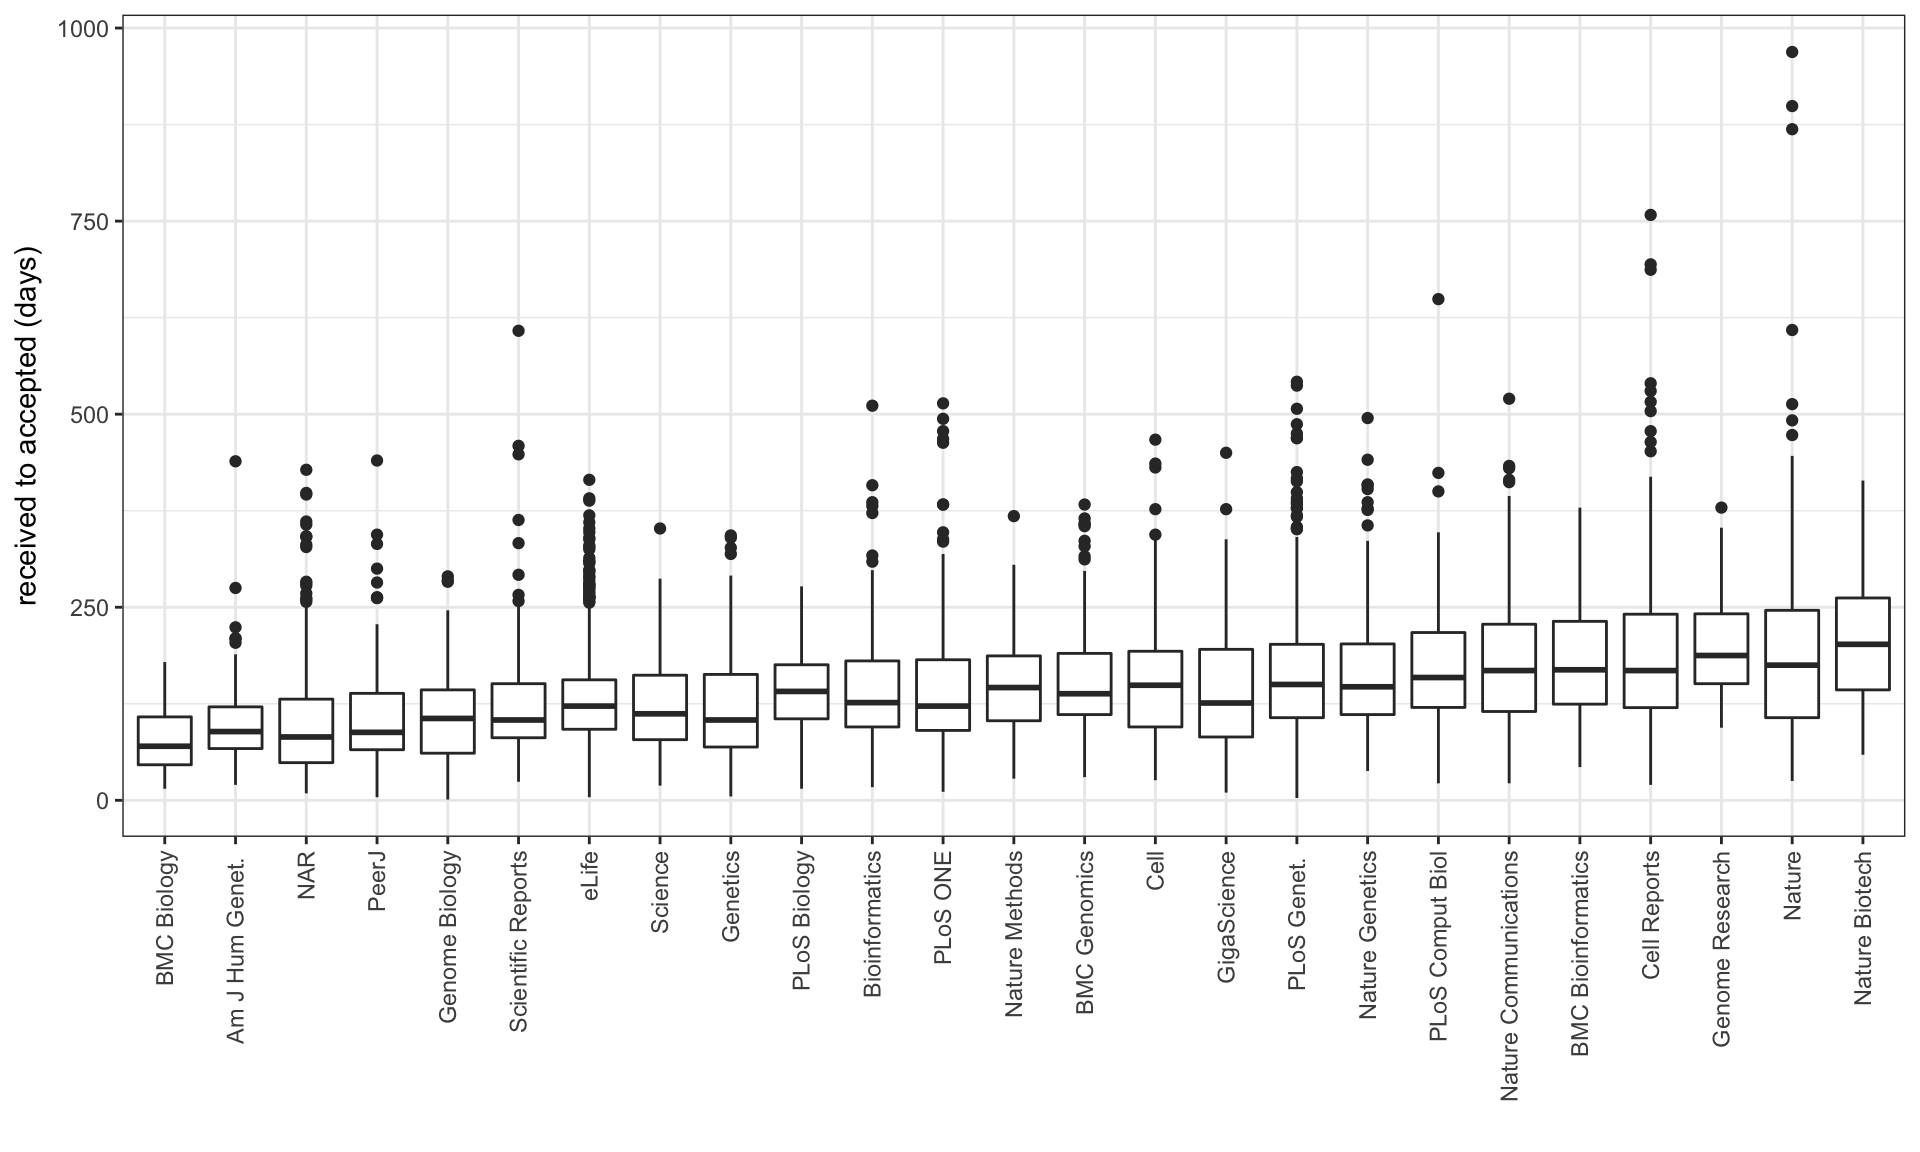 received to accepted (days)
1000
750
500
250
0
BMC Biology
Am J Hum Genet.
NAR
PeerJ
Genome Biology
Scientific Reports
eLife
Science
Genetics
PLoS Biology
Bioinformatics
PLoS ONE
Nature Methods
BMC Genomics
Cell
GigaScience
PLoS Genet.
Nature Genetics
PLoS Comput Biol
Nature Communications
BMC Bioinformatics
Cell Reports
Genome Research
Nature
Nature Biotech